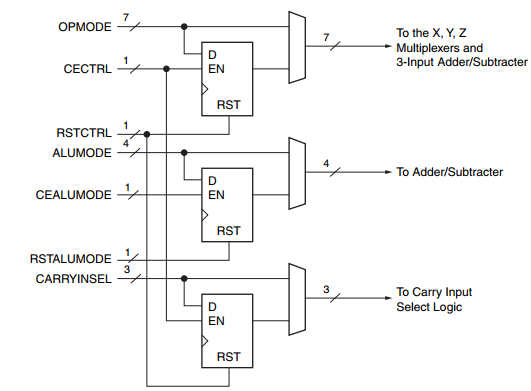 OPMODE
7
CECTRL
1
D
EN
RST
7
To the X, Y, Z
Multiplexers and
3-Input Adder/Subtracter
RSTCTRL
1
ALUMODE
4
CEALUMODE
1
D
EN
RST
4
To Adder/Subtracter
RSTALUMODE
1
CARRYINSEL
3
D
EN
RST
3
To Carry Input
Select Logic